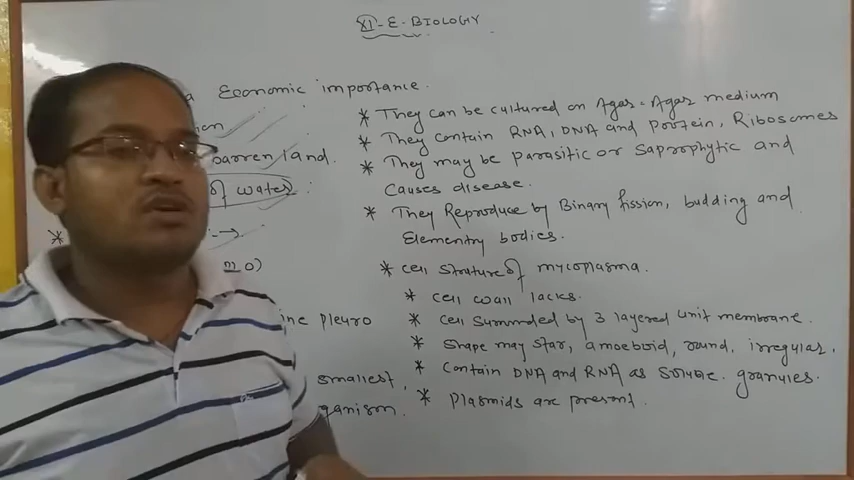 XI - E - BIOLOGY
Economic importance.
barren land.
of water
m o)
ine pleuro
smallest,
ganism.
* They can be cultured on Agar-Agar medium
* They contain RNA, DNA and Protein, Ribosomes
* They may be parasitic or Saprophytic and
Causes disease.
* They Reproduce by Binary fission, budding and
Elementry bodies.
* Cell struture of mycoplasma.
* Cell wall lacks.
* Cell surrunded by 3 layered unit membrane.
* Shape may star, amoeboid, round, irregular.
* Contain DNA and RNA as soluble granules.
* Plasmids are present.